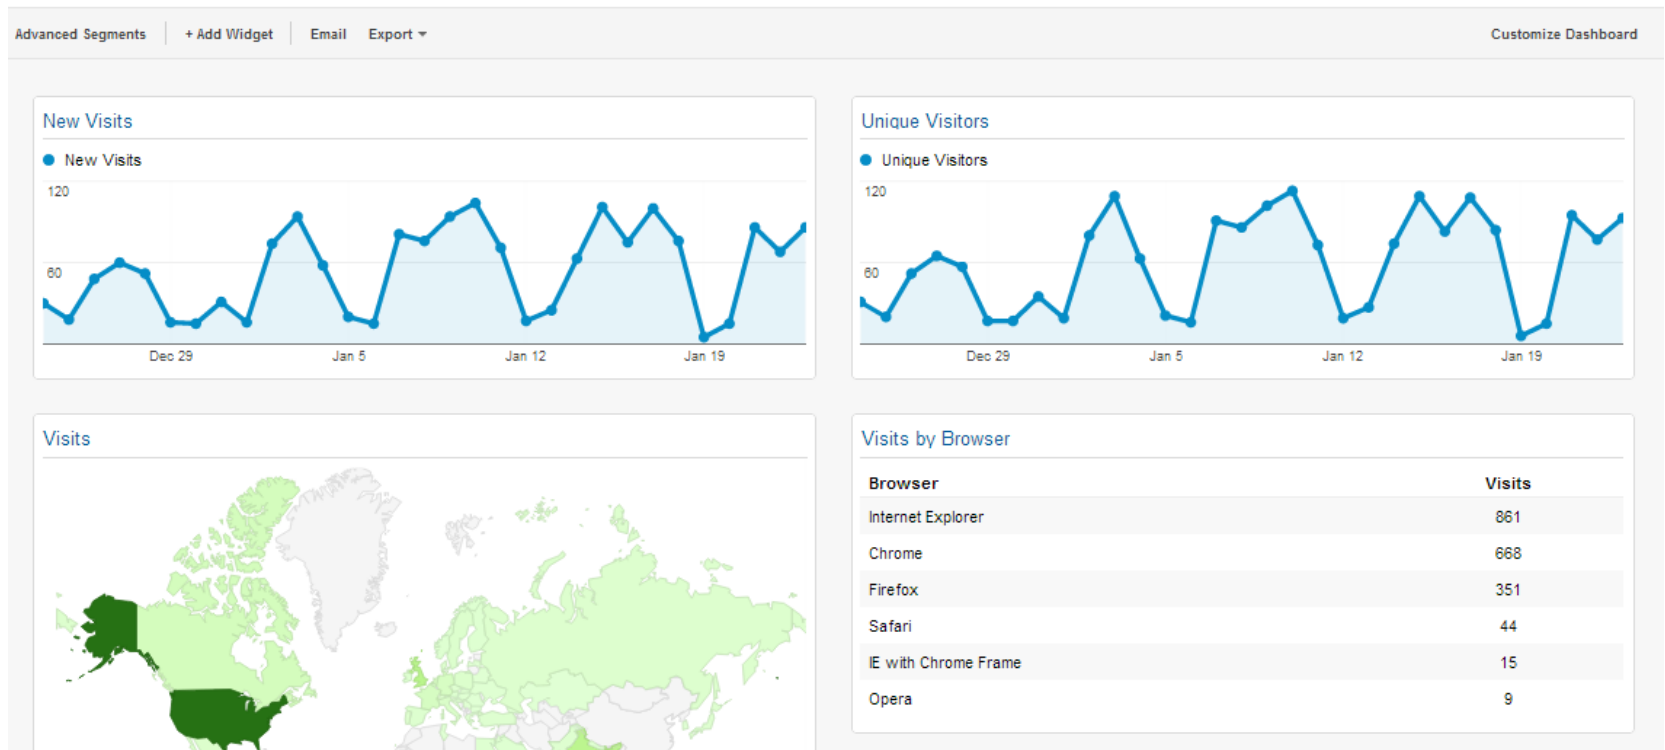 Advanced Segments + Add Widget Email Export Customize Dashboard
New Visits
New Visits
120
60
Dec 29 Jan 5 Jan 12 Jan 19
Unique Visitors
Unique Visitors
120
60
Dec 29 Jan 5 Jan 12 Jan 19
Visits
Visits by Browser
Browser Visits
Internet Explorer 861
Chrome 668
Firefox 351
Safari 44
IE with Chrome Frame 15
Opera 9